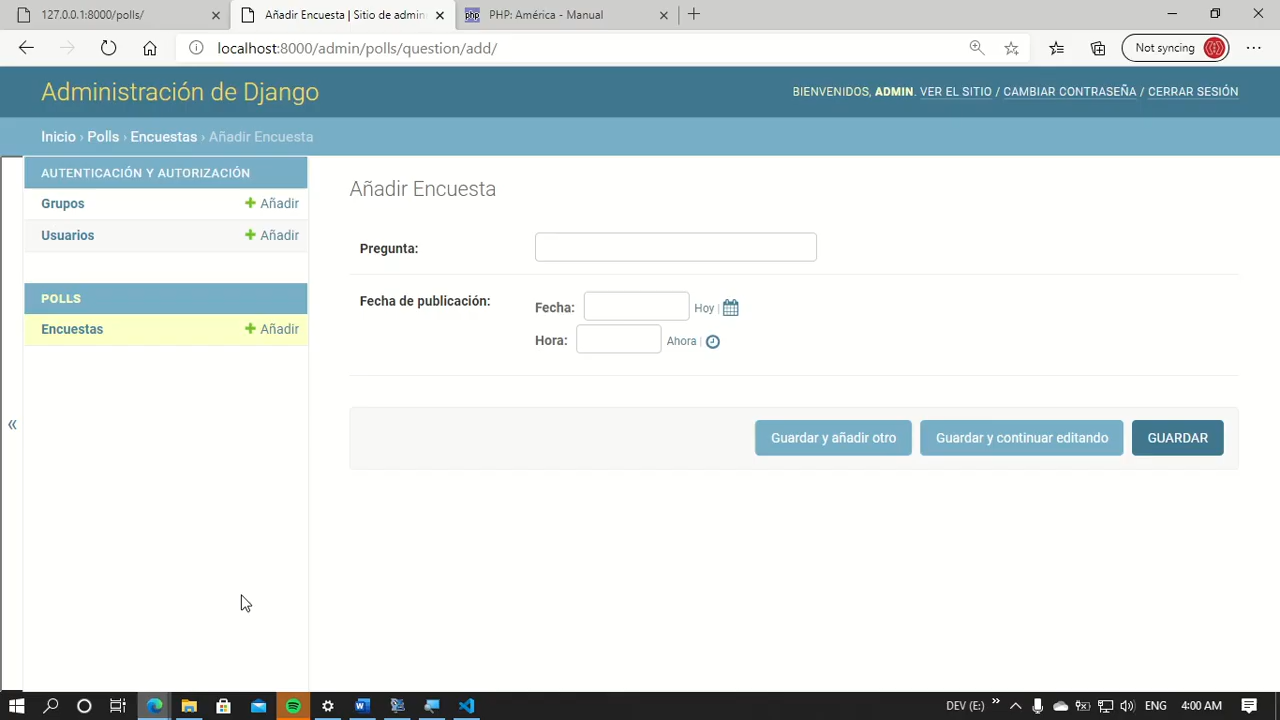 127.0.0.1:8000/polls/
Añadir Encuesta | Sitio de admin
PHP: América - Manual
localhost:8000/admin/polls/question/add/
Not syncing
Administración de Django
BIENVENIDOS, ADMIN. VER EL SITIO / CAMBIAR CONTRASEÑA / CERRAR SESIÓN
Inicio › Polls › Encuestas › Añadir Encuesta
AUTENTICACIÓN Y AUTORIZACIÓN
Grupos + Añadir
Usuarios + Añadir
POLLS
Encuestas + Añadir
«
Añadir Encuesta
Pregunta:
Fecha de publicación:
Fecha: Hoy |
Hora: Ahora |
Guardar y añadir otro
Guardar y continuar editando
GUARDAR
DEV (E:) » ENG 4:00 AM